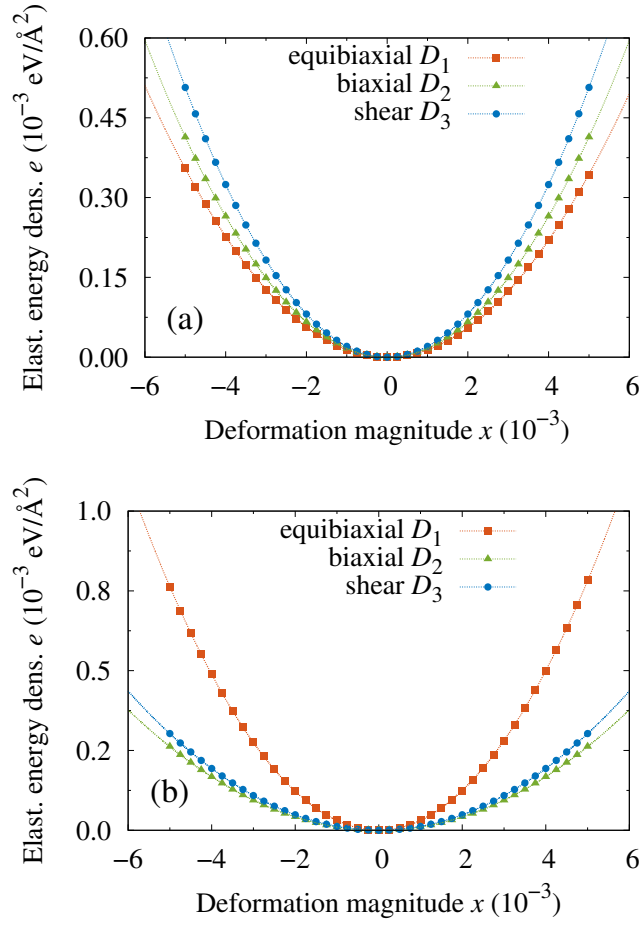 0.60
equibiaxial D₁
biaxial D₂
shear D₃
0.45
0.30
0.15
(a)
0.00
−6 −4 −2 0 2 4 6
Elast. energy dens. e (10⁻³ eV/Å²)
Deformation magnitude x (10⁻³)
1.0
equibiaxial D₁
biaxial D₂
shear D₃
0.8
0.5
0.2
(b)
0.0
−6 −4 −2 0 2 4 6
Elast. energy dens. e (10⁻³ eV/Å²)
Deformation magnitude x (10⁻³)